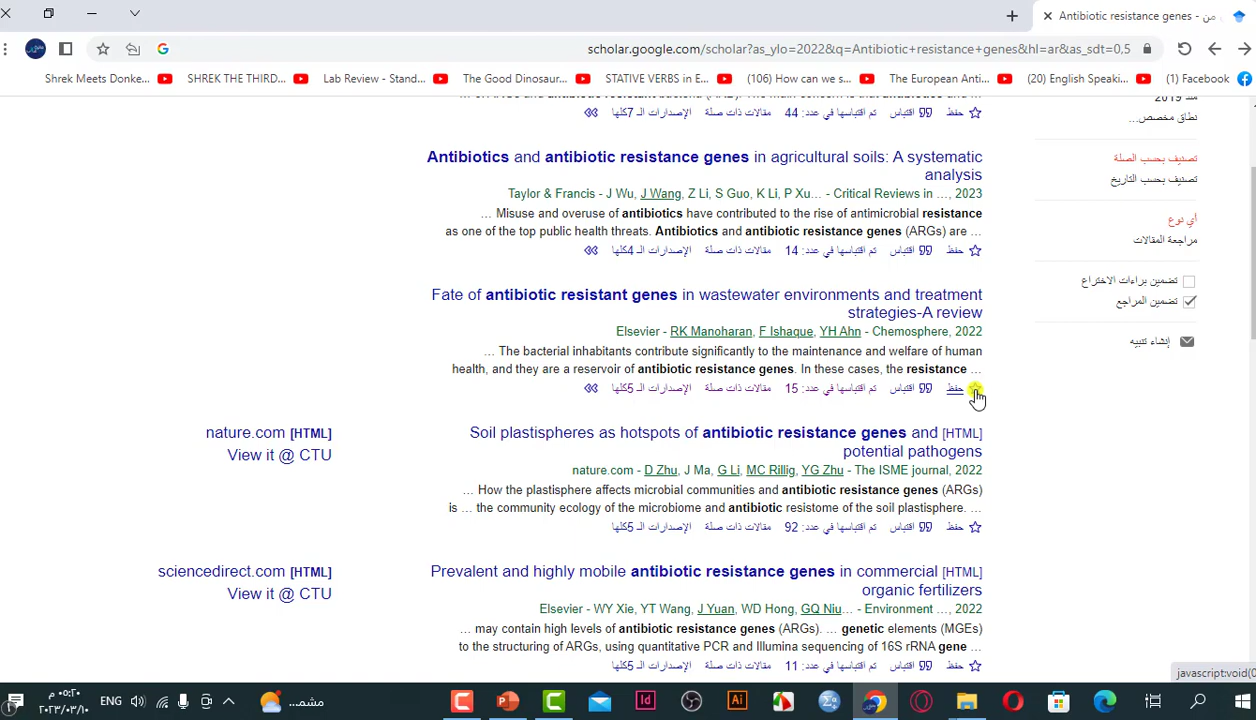 Antibiotic resistance genes - من
scholar.google.com/scholar?as_ylo=2022&q=Antibiotic+resistance+genes&hl=ar&as_sdt=0,5
Shrek Meets Donke...
SHREK THE THIRD...
Lab Review - Stand...
The Good Dinosaur...
STATIVE VERBS in E...
(106) How can we s...
The European Anti...
(20) English Speaki...
(1) Facebook
حفظ اقتباس تم اقتباسها في عدد: 44 مقالات ذات صلة الإصدارات الـ 7كلها
Antibiotics and antibiotic resistance genes in agricultural soils: A systematic
analysis
Taylor & Francis - J Wu, J Wang, Z Li, S Guo, K Li, P Xu... - Critical Reviews in ..., 2023
... Misuse and overuse of antibiotics have contributed to the rise of antimicrobial resistance
as one of the top public health threats. Antibiotics and antibiotic resistance genes (ARGs) are ...
حفظ اقتباس تم اقتباسها في عدد: 14 مقالات ذات صلة الإصدارات الـ 4كلها
Fate of antibiotic resistant genes in wastewater environments and treatment
strategies-A review
Elsevier - RK Manoharan, F Ishaque, YH Ahn - Chemosphere, 2022
... The bacterial inhabitants contribute significantly to the maintenance and welfare of human
health, and they are a reservoir of antibiotic resistance genes. In these cases, the resistance ...
حفظ اقتباس تم اقتباسها في عدد: 15 مقالات ذات صلة الإصدارات الـ 5كلها
Soil plastispheres as hotspots of antibiotic resistance genes and [HTML]
potential pathogens
nature.com - D Zhu, J Ma, G Li, MC Rillig, YG Zhu - The ISME journal, 2022
... How the plastisphere affects microbial communities and antibiotic resistance genes (ARGs)
is ... the community ecology of the microbiome and antibiotic resistome of the soil plastisphere. ...
حفظ اقتباس تم اقتباسها في عدد: 92 مقالات ذات صلة الإصدارات الـ 5كلها
nature.com [HTML]
View it @ CTU
Prevalent and highly mobile antibiotic resistance genes in commercial [HTML]
organic fertilizers
Elsevier - WY Xie, YT Wang, J Yuan, WD Hong, GQ Niu... - Environment ..., 2022
... may contain high levels of antibiotic resistance genes (ARGs). ... genetic elements (MGEs)
to the structuring of ARGs, using quantitative PCR and Illumina sequencing of 16S rRNA gene ...
حفظ اقتباس تم اقتباسها في عدد: 11 مقالات ذات صلة الإصدارات الـ 5كلها
sciencedirect.com [HTML]
View it @ CTU
منذ 2019
نطاق مخصص...
تصنيف بحسب الصلة
تصنيف بحسب التاريخ
أي نوع
مراجعة المقالات
تضمين براءات الاختراع
تضمين المراجع
إنشاء تنبيه
javascript:void(0
ENG
مشمـ...
٠٥:٢٠ م
٢٠٢٣/٠٣/١٠